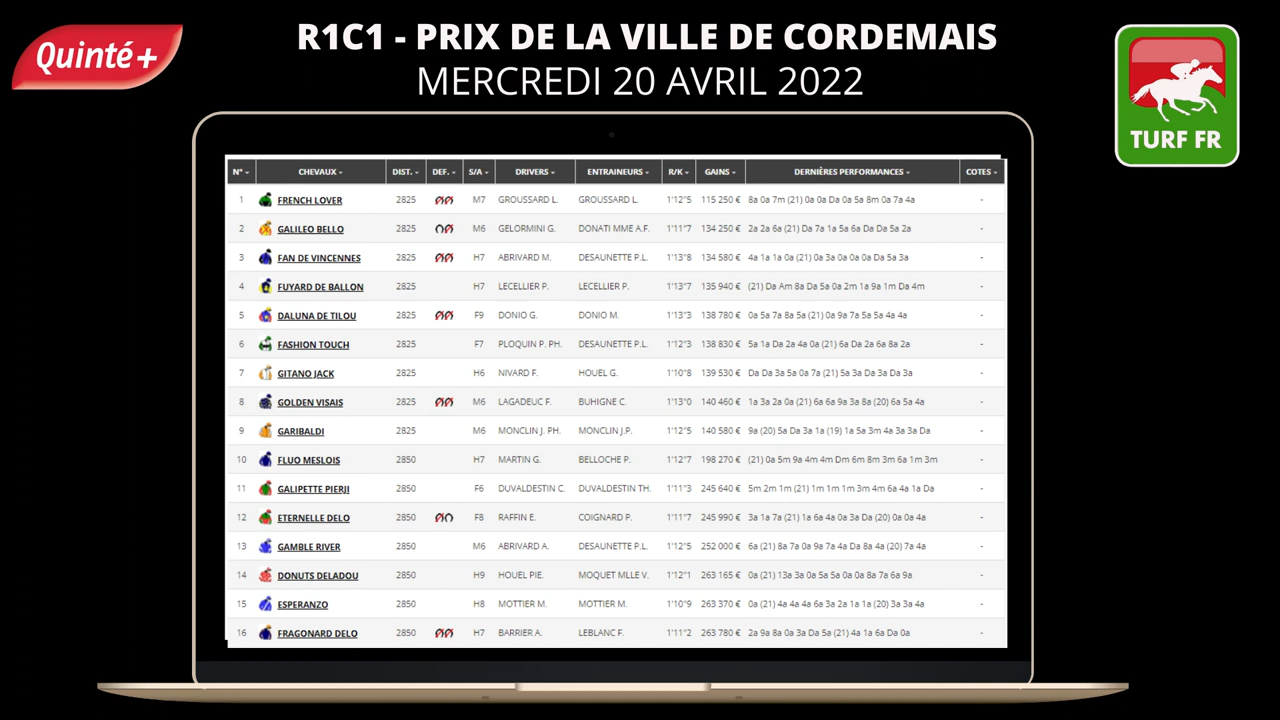 Quinté+
R1C1 - PRIX DE LA VILLE DE CORDEMAIS
MERCREDI 20 AVRIL 2022
TURF FR
N° CHEVAUX DIST. DEF. S/A DRIVERS ENTRAINEURS R/K GAINS DERNIÈRES PERFORMANCES COTES
1 FRENCH LOVER 2825 M7 GROUSSARD L. GROUSSARD L. 1'12"5 115 250 € 8a 0a 7m (21) 0a 0a Da 0a 5a 8m 0a 7a 4a -
2 GALILEO BELLO 2825 M6 GELORMINI G. DONATI MME A.F. 1'11"7 134 250 € 2a 2a 6a (21) Da 7a 1a 5a 6a Da Da 5a 2a -
3 FAN DE VINCENNES 2825 H7 ABRIVARD M. DESAUNETTE P.L. 1'13"8 134 580 € 4a 1a 1a 0a (21) 0a 3a 0a 0a 0a Da 5a 3a -
4 FUYARD DE BALLON 2825 H7 LECELLIER P. LECELLIER P. 1'13"7 135 940 € (21) Da Am 8a Da 5a 0a 2m 1a 9a 1m Da 4m -
5 DALUNA DE TILOU 2825 F9 DONIO G. DONIO M. 1'13"3 138 780 € 0a 5a 7a 8a 5a (21) 0a 9a 7a 5a 5a 4a 4a -
6 FASHION TOUCH 2825 F7 PLOQUIN P. PH. DESAUNETTE P.L. 1'12"3 138 830 € 5a 1a Da 2a 4a 0a (21) 6a Da 2a 6a 8a 2a -
7 GITANO JACK 2825 H6 NIVARD F. HOUEL G. 1'10"8 139 530 € Da Da 3a 5a 0a 7a (21) 5a 3a Da 3a Da 3a -
8 GOLDEN VISAIS 2825 M6 LAGADEUC F. BUHIGNE C. 1'13"0 140 460 € 1a 3a 2a 0a (21) 6a 6a 9a 3a 8a (20) 6a 5a 4a -
9 GARIBALDI 2825 M6 MONCLIN J. PH. MONCLIN J.P. 1'12"5 140 580 € 9a (20) 5a Da 3a 1a (19) 1a 5a 3m 4a 3a 3a Da -
10 FLUO MESLOIS 2850 H7 MARTIN G. BELLOCHE P. 1'12"7 198 270 € (21) 0a 5m 9a 4m 4m Dm 6m 8m 3m 6a 1m 3m -
11 GALIPETTE PIERJI 2850 F6 DUVALDESTIN C. DUVALDESTIN TH. 1'11"3 245 640 € 5m 2m 1m (21) 1m 1m 1m 3m 4m 6a 4a 1a Da -
12 ETERNELLE DELO 2850 F8 RAFFIN E. COIGNARD P. 1'11"7 245 990 € 3a 1a 7a (21) 1a 6a 4a 0a 3a Da (20) 0a 0a 4a -
13 GAMBLE RIVER 2850 M6 ABRIVARD A. DESAUNETTE P.L. 1'12"5 252 000 € 6a (21) 8a 7a 0a 9a 7a 4a Da 8a 4a (20) 7a 4a -
14 DONUTS DELADOU 2850 H9 HOUEL PIE. MOQUET MLLE V. 1'12"1 263 165 € 0a (21) 13a 3a 0a 5a 5a 0a 0a 8a 7a 6a 9a -
15 ESPERANZO 2850 H8 MOTTIER M. MOTTIER M. 1'10"9 263 370 € 0a (21) 4a 4a 4a 6a 3a 2a 1a 1a (20) 3a 3a 4a -
16 FRAGONARD DELO 2850 H7 BARRIER A. LEBLANC F. 1'11"2 263 780 € 2a 9a 8a 0a 3a Da 5a (21) 4a 1a 6a Da 0a -